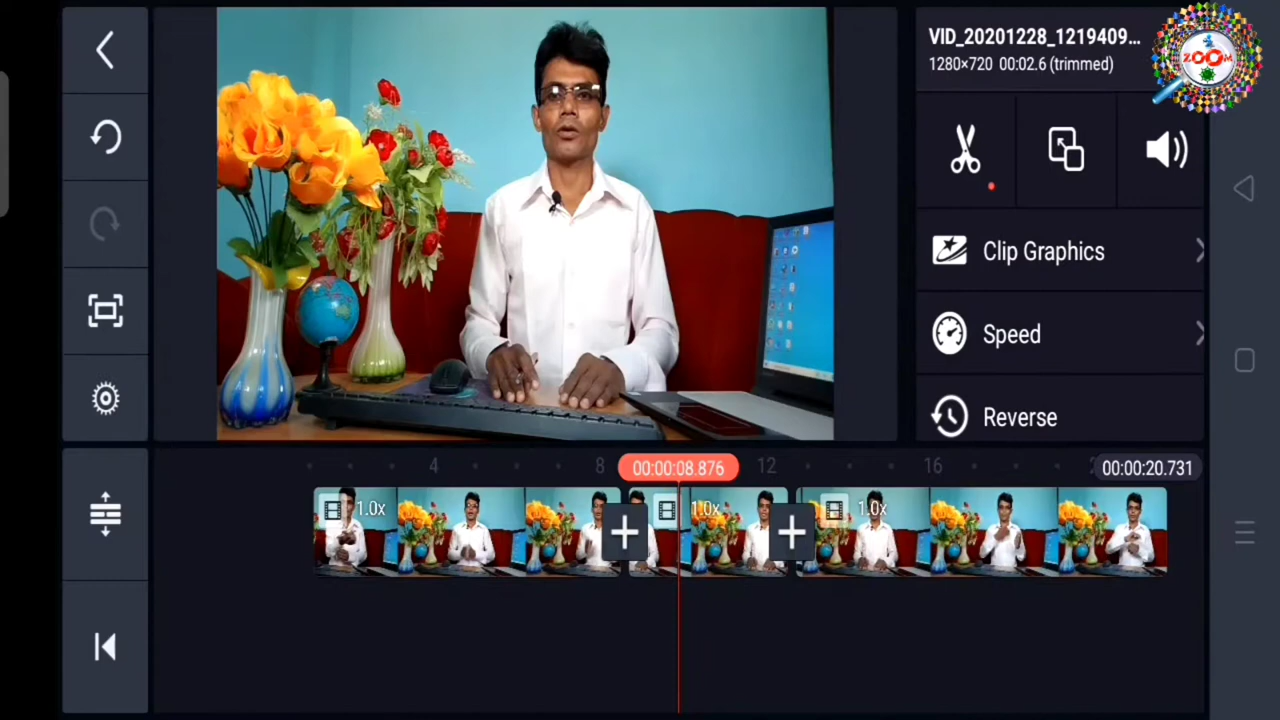 VID_20201228_1219409...
1280×720 00:02.6 (trimmed)
ZOOM
Clip Graphics
Speed
Reverse
4
8
00:00:08.876
12
16
00:00:20.731
1.0x
1.0x
1.0x